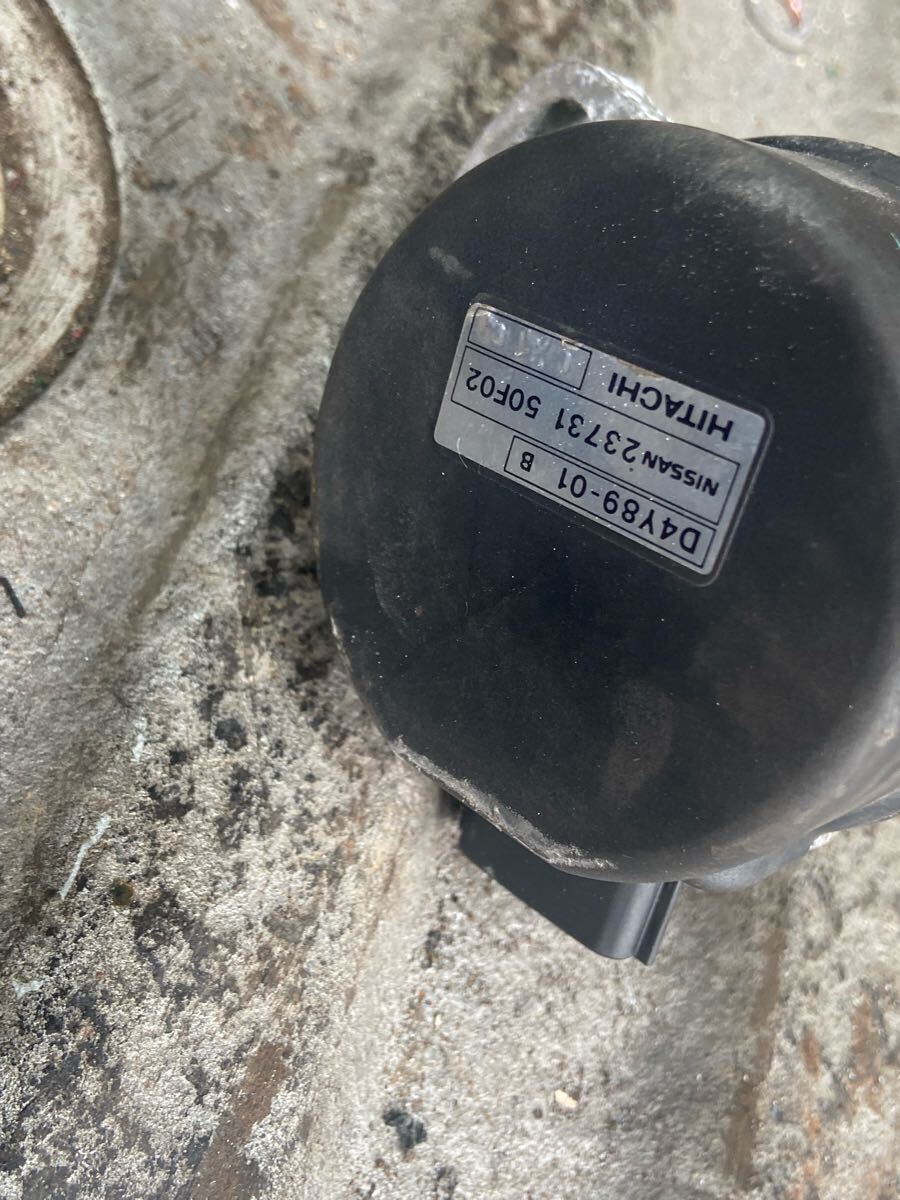 D4Y89-01 B
NISSAN 23731 50F02
HITACHI